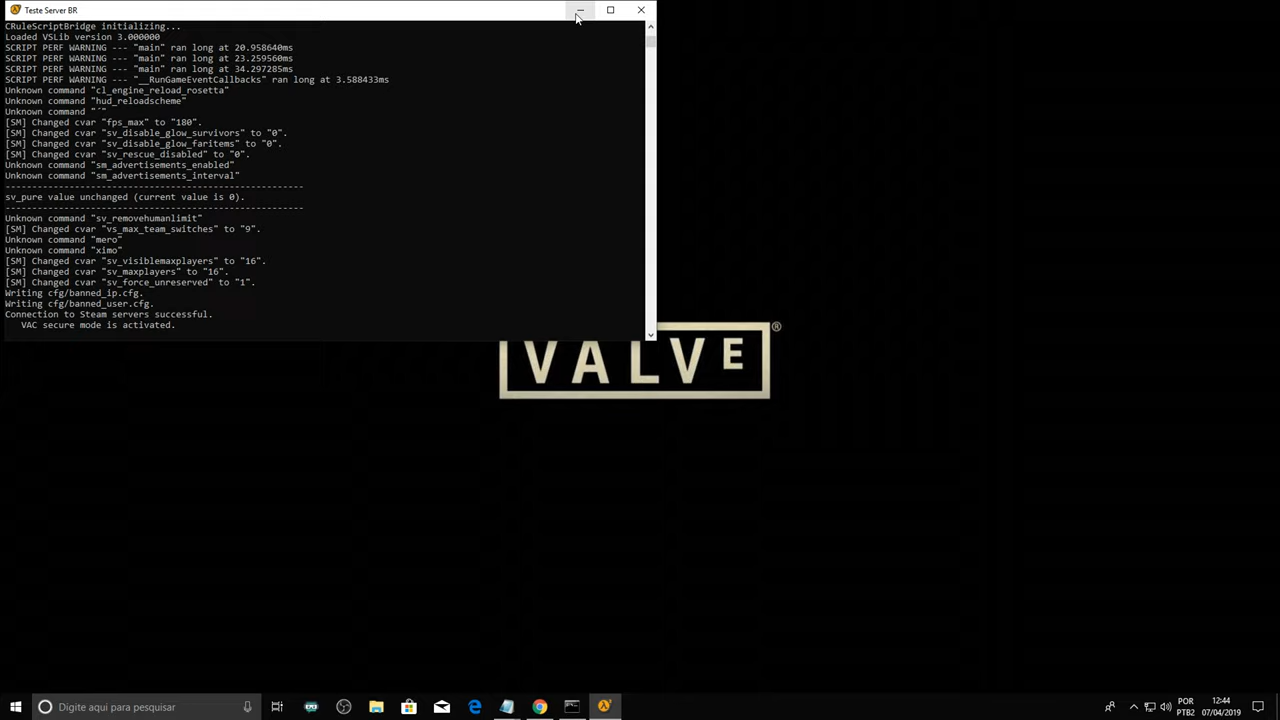 Teste Server BR
CRuleScriptBridge initializing...
Loaded VSLib version 3.000000
SCRIPT PERF WARNING --- "main" ran long at 20.958640ms
SCRIPT PERF WARNING --- "main" ran long at 23.259560ms
SCRIPT PERF WARNING --- "main" ran long at 34.297285ms
SCRIPT PERF WARNING --- "__RunGameEventCallbacks" ran long at 3.588433ms
Unknown command "cl_engine_reload_rosetta"
Unknown command "hud_reloadscheme"
Unknown command "´"
[SM] Changed cvar "fps_max" to "180".
[SM] Changed cvar "sv_disable_glow_survivors" to "0".
[SM] Changed cvar "sv_disable_glow_faritems" to "0".
[SM] Changed cvar "sv_rescue_disabled" to "0".
Unknown command "sm_advertisements_enabled"
Unknown command "sm_advertisements_interval"
--------------------------------------------------------
sv_pure value unchanged (current value is 0).
--------------------------------------------------------
Unknown command "sv_removehumanlimit"
[SM] Changed cvar "vs_max_team_switches" to "9".
Unknown command "mero"
Unknown command "ximo"
[SM] Changed cvar "sv_visiblemaxplayers" to "16".
[SM] Changed cvar "sv_maxplayers" to "16".
[SM] Changed cvar "sv_force_unreserved" to "1".
Writing cfg/banned_ip.cfg.
Writing cfg/banned_user.cfg.
Connection to Steam servers successful.
VAC secure mode is activated.
VALVE®
Digite aqui para pesquisar
POR
PTB2
12:44
07/04/2019